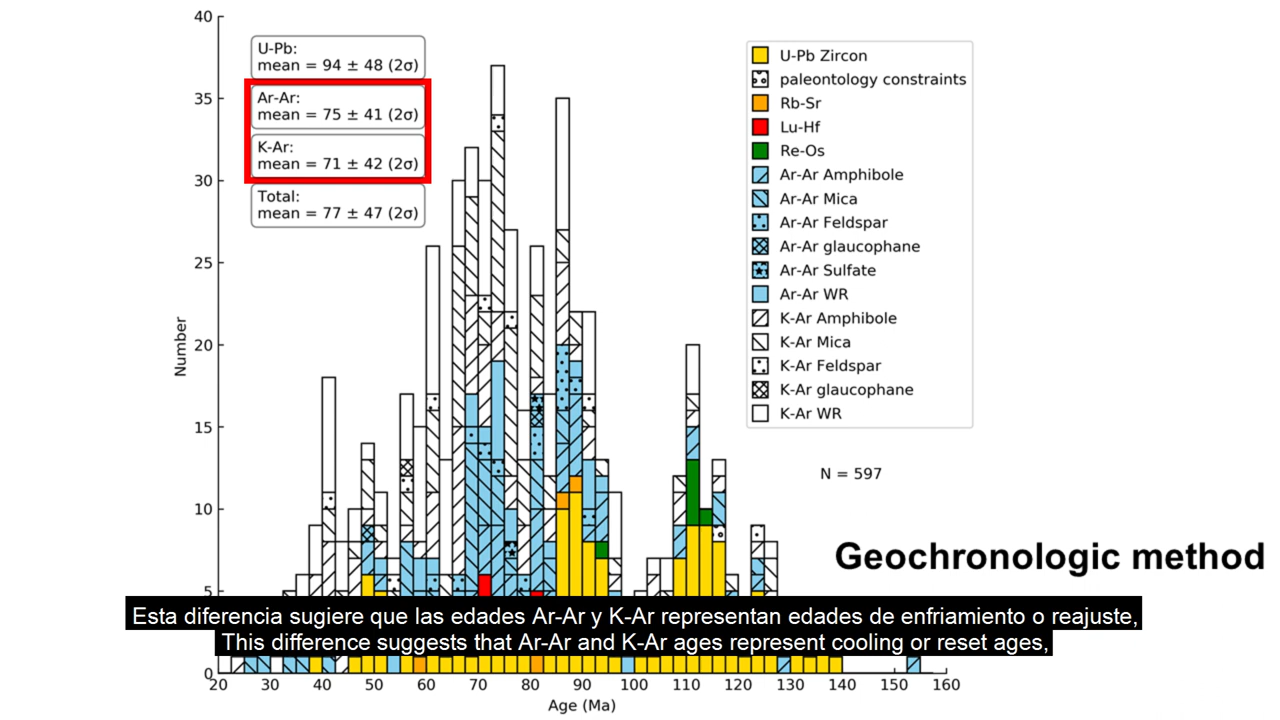 40
35
30
25
20
15
10
5
0
Number
U-Pb:
mean = 94 ± 48 (2σ)
Ar-Ar:
mean = 75 ± 41 (2σ)
K-Ar:
mean = 71 ± 42 (2σ)
Total:
mean = 77 ± 47 (2σ)
U-Pb Zircon
paleontology constraints
Rb-Sr
Lu-Hf
Re-Os
Ar-Ar Amphibole
Ar-Ar Mica
Ar-Ar Feldspar
Ar-Ar glaucophane
Ar-Ar Sulfate
Ar-Ar WR
K-Ar Amphibole
K-Ar Mica
K-Ar Feldspar
K-Ar glaucophane
K-Ar WR
N = 597
Geochronologic method
Esta diferencia sugiere que las edades Ar-Ar y K-Ar representan edades de enfriamiento o reajuste,
This difference suggests that Ar-Ar and K-Ar ages represent cooling or reset ages,
20 30 40 50 60 70 80 90 100 110 120 130 140 150 160
Age (Ma)